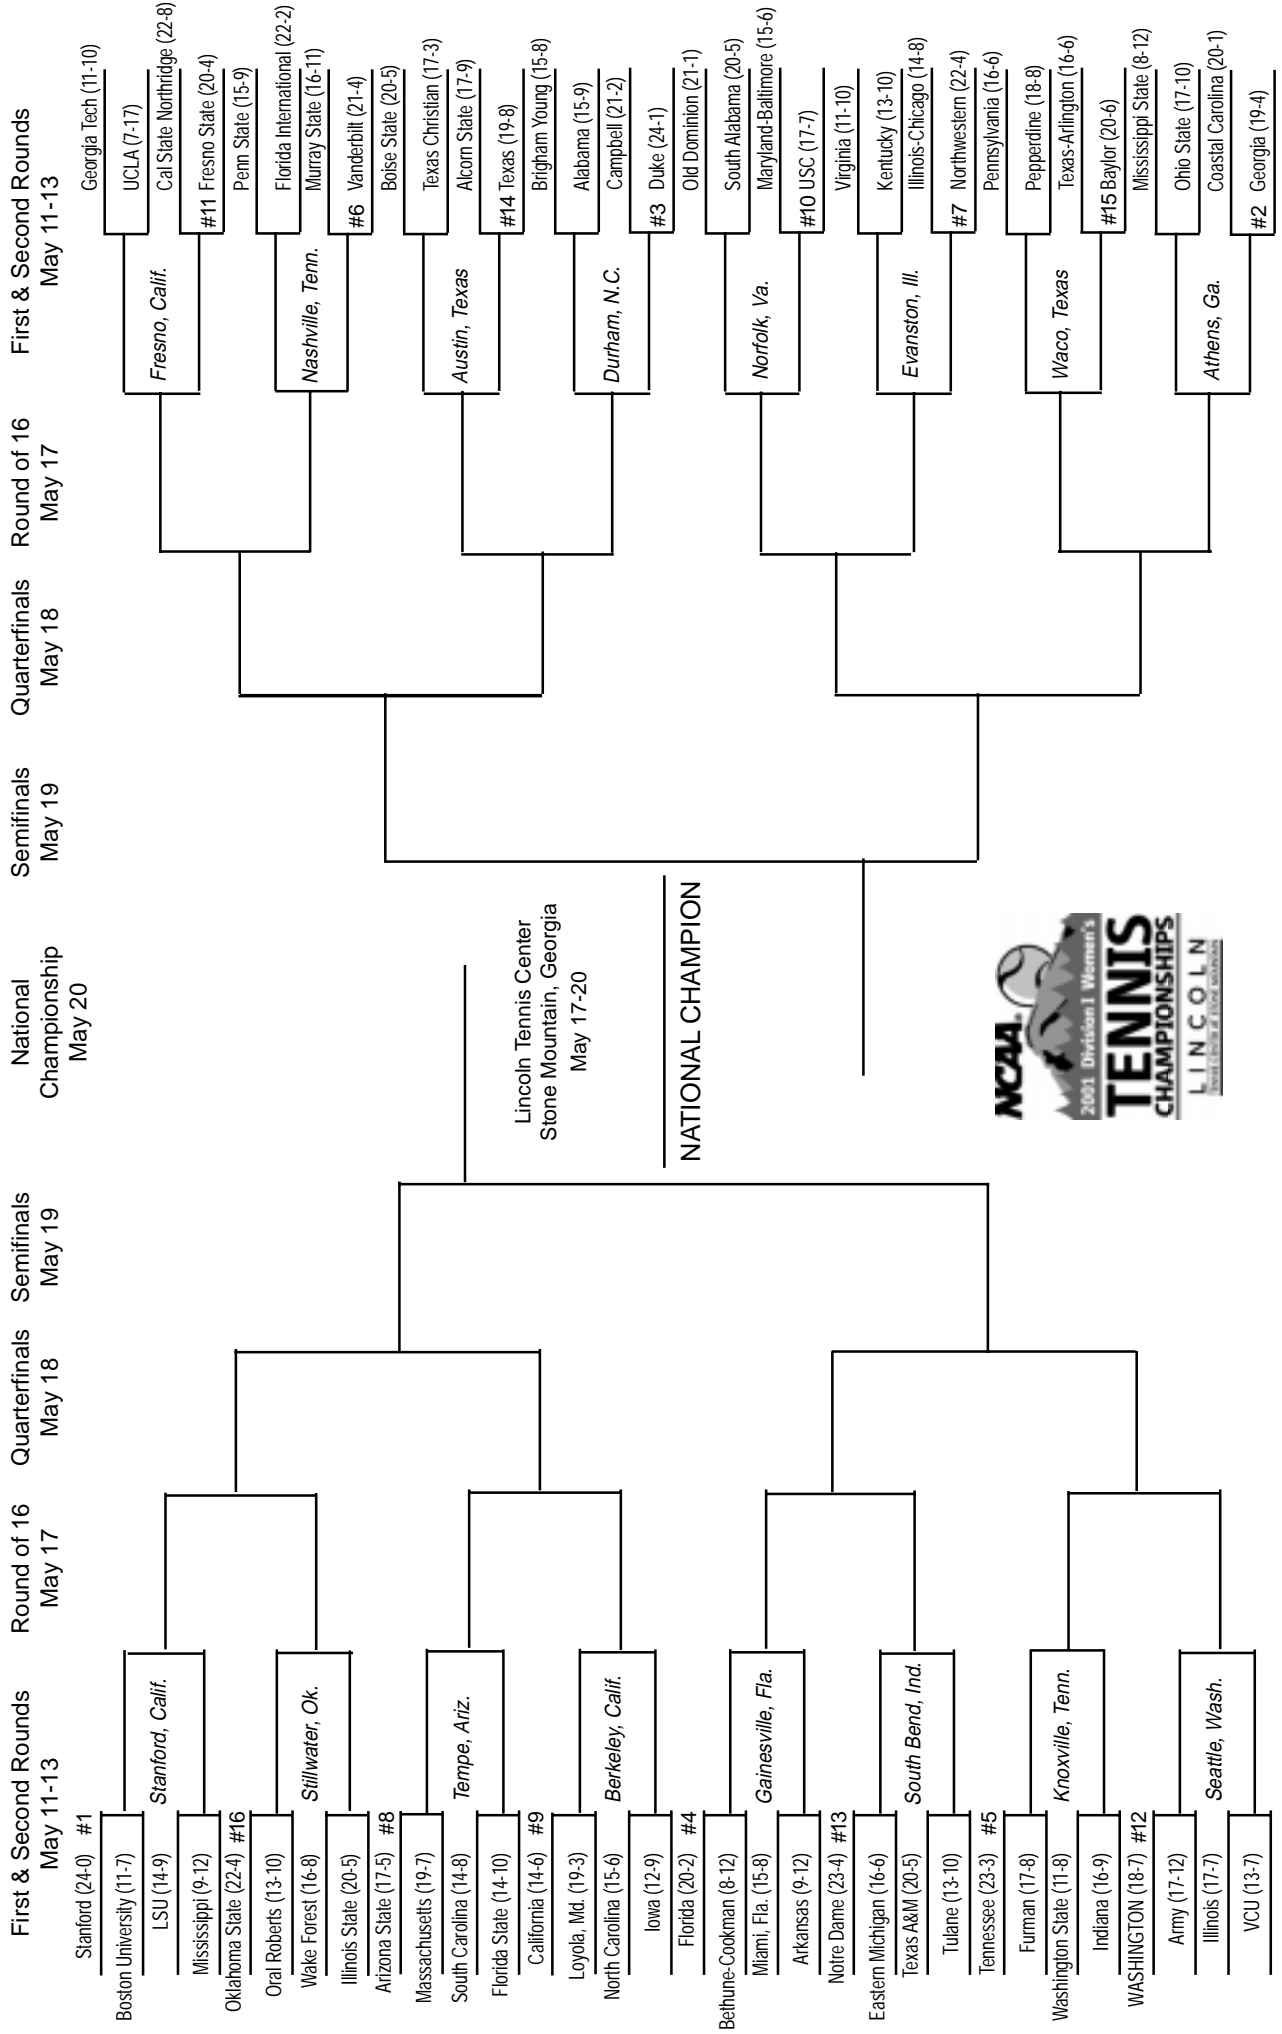 First & Second Rounds
May 11-13
Round of 16
May 17
Quarterfinals
May 18
Semifinals
May 19
National
Championship
May 20
Semifinals
May 19
Quarterfinals
May 18
Round of 16
May 17
First & Second Rounds
May 11-13
Stanford (24-0) #1
Boston University (11-7)
LSU (14-9)
Mississippi (9-12)
Stanford, Calif.
Oklahoma State (22-4) #16
Oral Roberts (13-10)
Wake Forest (16-8)
Illinois State (20-5)
Stillwater, Ok.
Arizona State (17-5) #8
Massachusetts (19-7)
South Carolina (14-8)
Florida State (14-10)
Tempe, Ariz.
California (14-6) #9
Loyola, Md. (19-3)
North Carolina (15-6)
Iowa (12-9)
Berkeley, Calif.
Florida (20-2) #4
Bethune-Cookman (8-12)
Miami, Fla. (15-8)
Arkansas (9-12)
Gainesville, Fla.
Notre Dame (23-4) #13
Eastern Michigan (16-6)
Texas A&M (20-5)
Tulane (13-10)
South Bend, Ind.
Tennessee (23-3) #5
Furman (17-8)
Washington State (11-8)
Indiana (16-9)
Knoxville, Tenn.
WASHINGTON (18-7) #12
Army (17-12)
Illinois (17-7)
VCU (13-7)
Seattle, Wash.
Lincoln Tennis Center
Stone Mountain, Georgia
May 17-20
NATIONAL CHAMPION
NCAA
2001 Division I Women's
TENNIS
CHAMPIONSHIPS
LINCOLN
TENNIS CENTER AT STONE MOUNTAIN
Georgia Tech (11-10)
UCLA (7-17)
Cal State Northridge (22-8)
#11 Fresno State (20-4)
Fresno, Calif.
Penn State (15-9)
Florida International (22-2)
Murray State (16-11)
#6 Vanderbilt (21-4)
Nashville, Tenn.
Boise State (20-5)
Texas Christian (17-3)
Alcorn State (17-9)
#14 Texas (19-8)
Austin, Texas
Brigham Young (15-8)
Alabama (15-9)
Campbell (21-2)
#3 Duke (24-1)
Durham, N.C.
Old Dominion (21-1)
South Alabama (20-5)
Maryland-Baltimore (15-6)
#10 USC (17-7)
Norfolk, Va.
Virginia (11-10)
Kentucky (13-10)
Illinois-Chicago (14-8)
#7 Northwestern (22-4)
Evanston, Ill.
Pennsylvania (16-6)
Pepperdine (18-8)
Texas-Arlington (16-6)
#15 Baylor (20-6)
Waco, Texas
Mississippi State (8-12)
Ohio State (17-10)
Coastal Carolina (20-1)
#2 Georgia (19-4)
Athens, Ga.